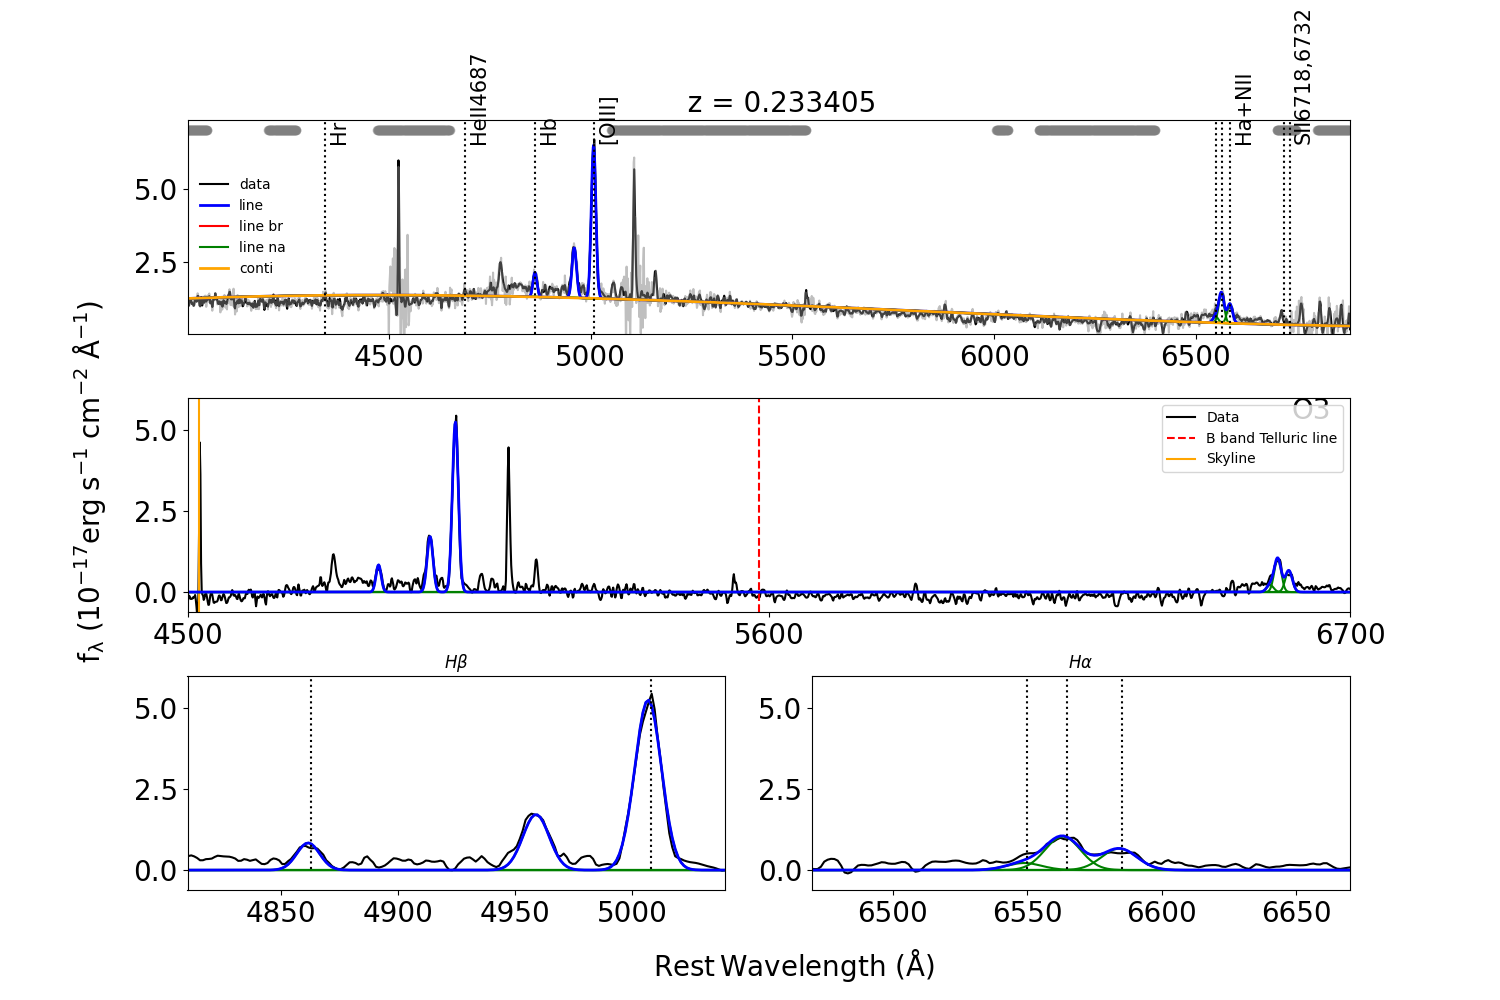 z = 0.233405
Hr
HeII4687
Hb
[OIII]
Ha+NII
SII6718,6732
data
line
line br
line na
conti
5.0
2.5
4500 5000 5500 6000 6500
O3
Data
B band Telluric line
Skyline
5.0
2.5
0.0
4500 5600 6700
fλ (10−17erg s−1 cm−2 Å−1)
Hβ
5.0
2.5
0.0
4850 4900 4950 5000
Hα
5.0
2.5
0.0
6500 6550 6600 6650
Rest Wavelength (Å)